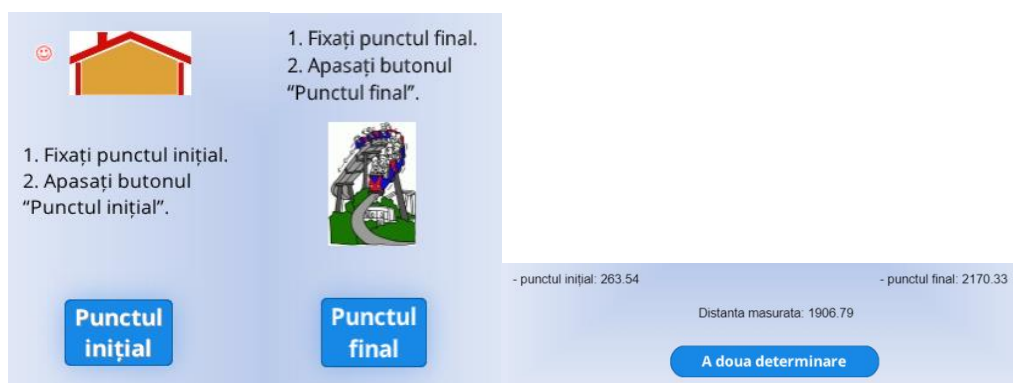 1. Fixați punctul inițial.
2. Apasați butonul
“Punctul inițial”.
Punctul
inițial
1. Fixați punctul final.
2. Apasați butonul
“Punctul final”.
Punctul
final
- punctul inițial: 263.54
- punctul final: 2170.33
Distanta masurata: 1906.79
A doua determinare